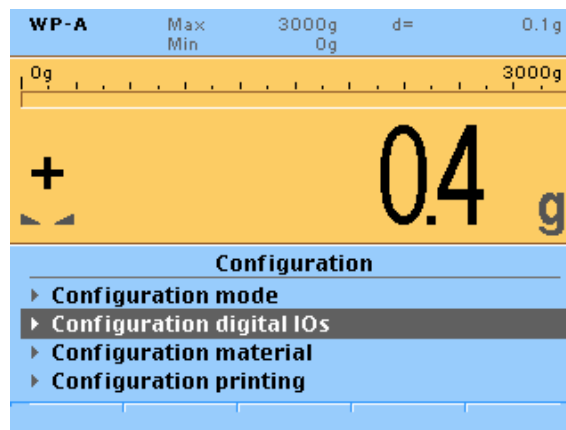 WP-A Max 3000g d= 0.1g
Min 0g
0g 3000g
+ 0.4 g
Configuration
Configuration mode
Configuration digital IOs
Configuration material
Configuration printing